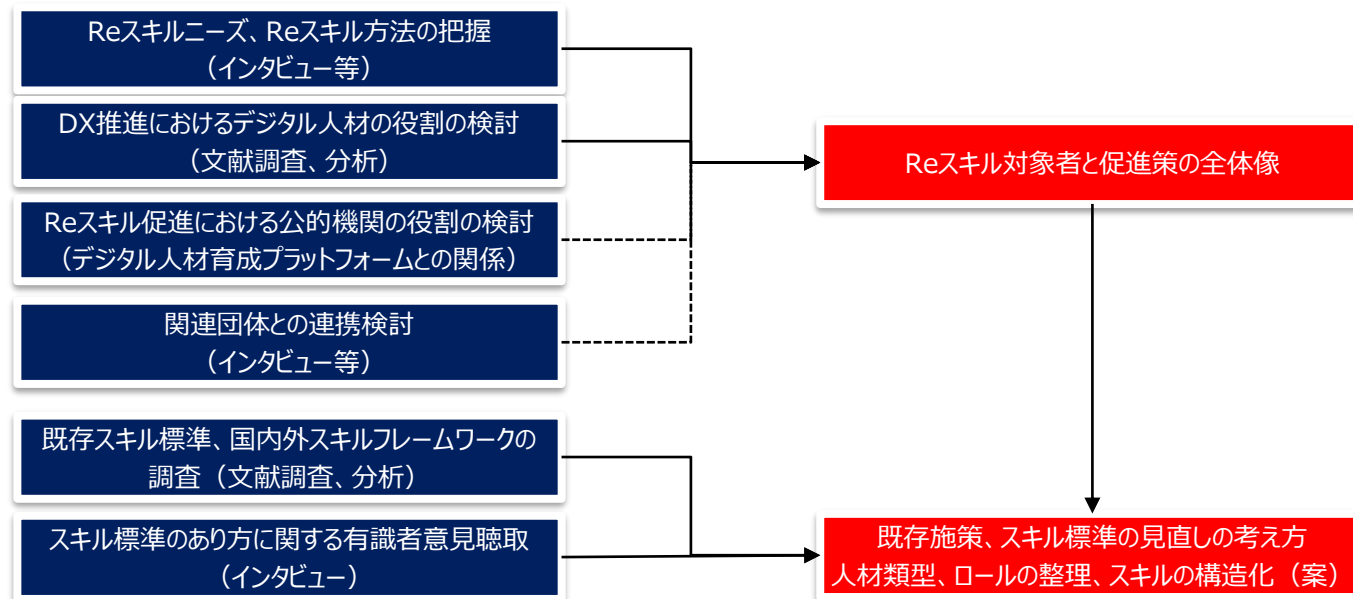 Reスキルニーズ、Reスキル方法の把握
（インタビュー等）
DX推進におけるデジタル人材の役割の検討
（文献調査、分析）
Reスキル促進における公的機関の役割の検討
（デジタル人材育成プラットフォームとの関係）
関連団体との連携検討
（インタビュー等）
既存スキル標準、国内外スキルフレームワークの
調査（文献調査、分析）
スキル標準のあり方に関する有識者意見聴取
（インタビュー）
Reスキル対象者と促進策の全体像
既存施策、スキル標準の見直しの考え方
人材類型、ロールの整理、スキルの構造化（案）